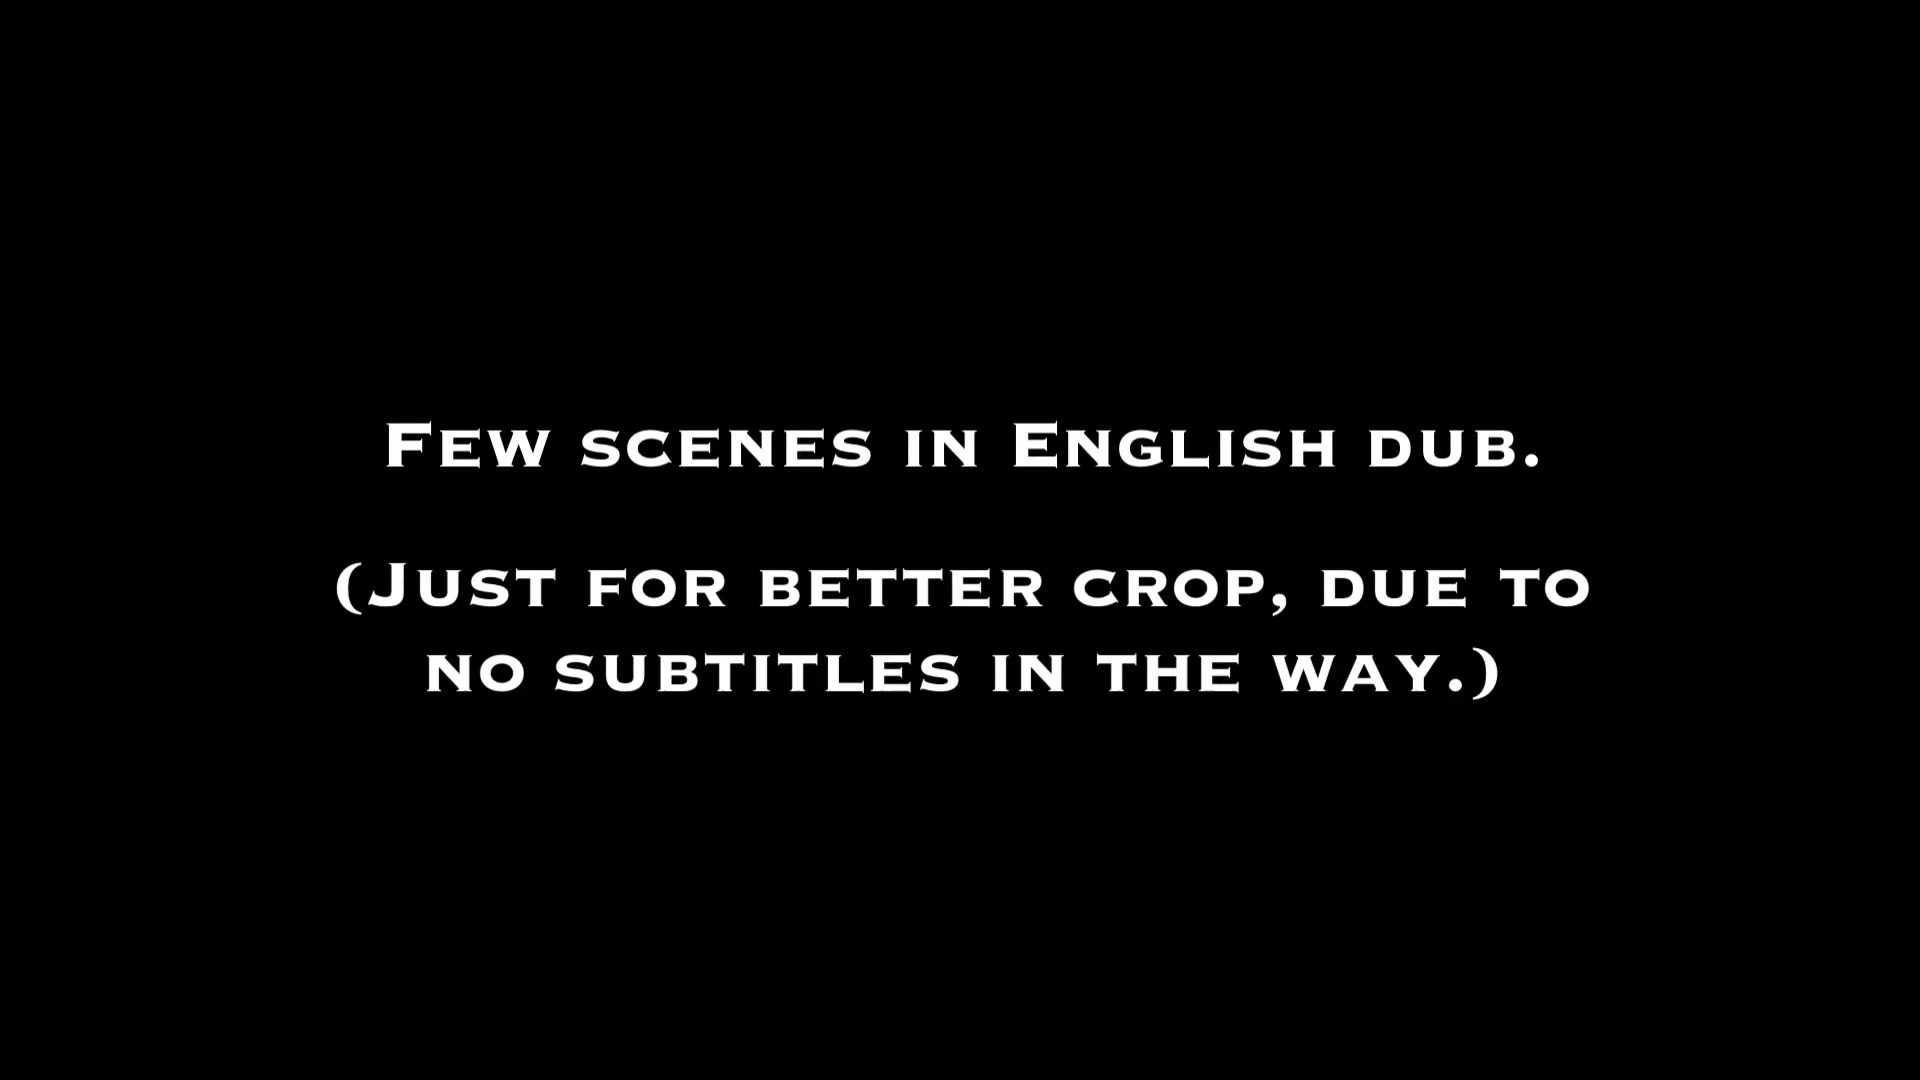 Few scenes in English dub.
(Just for better crop, due to
no subtitles in the way.)